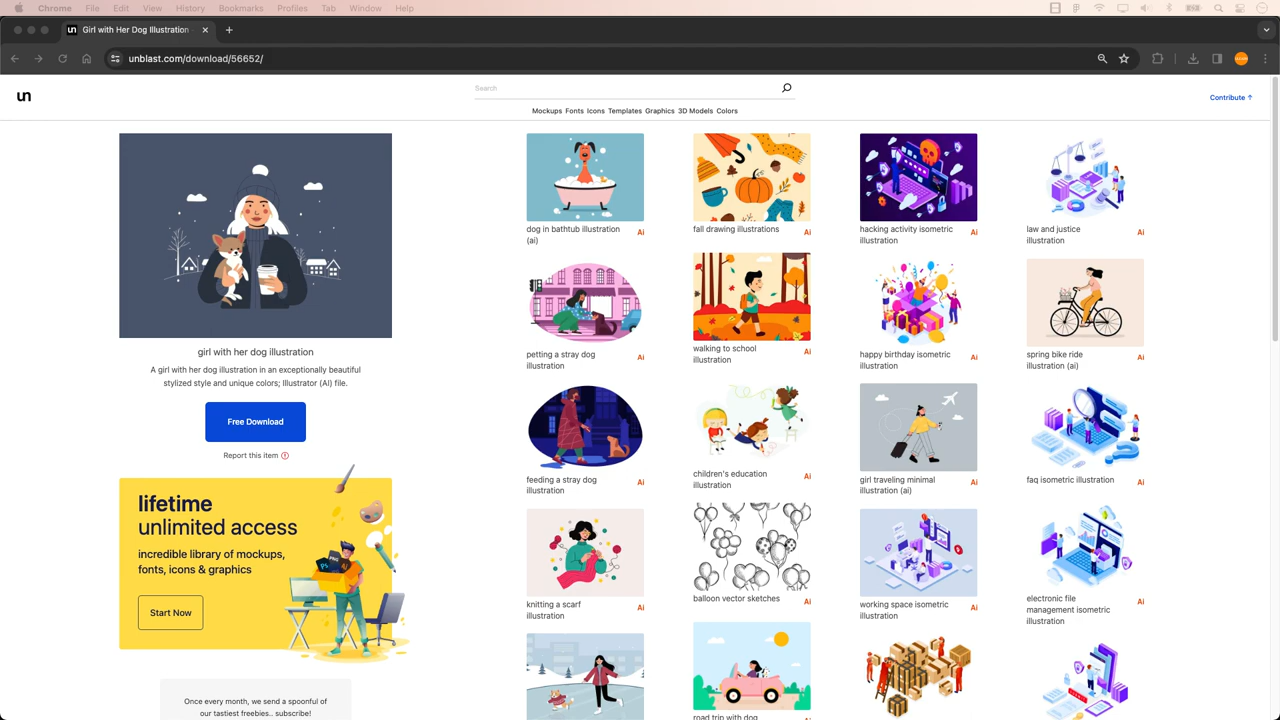 Chrome File Edit View History Bookmarks Profiles Tab Window Help
un Girl with Her Dog Illustration
unblast.com/download/56652/
un
Search
Contribute ↑
Mockups Fonts Icons Templates Graphics 3D Models Colors
girl with her dog illustration
A girl with her dog illustration in an exceptionally beautiful
stylized style and unique colors; Illustrator (AI) file.
Free Download
Report this item
lifetime
unlimited access
incredible library of mockups,
fonts, icons & graphics
Start Now
Once every month, we send a spoonful of
our tastiest freebies.. subscribe!
dog in bathtub illustration
(ai)
Ai
fall drawing illustrations
Ai
hacking activity isometric
illustration
Ai
law and justice
illustration
Ai
petting a stray dog
illustration
Ai
walking to school
illustration
Ai
happy birthday isometric
illustration
Ai
spring bike ride
illustration (ai)
Ai
feeding a stray dog
illustration
Ai
children's education
illustration
Ai
girl traveling minimal
illustration (ai)
Ai
faq isometric illustration
Ai
knitting a scarf
illustration
Ai
balloon vector sketches
Ai
working space isometric
illustration
Ai
electronic file
management isometric
illustration
Ai
road trip with dog